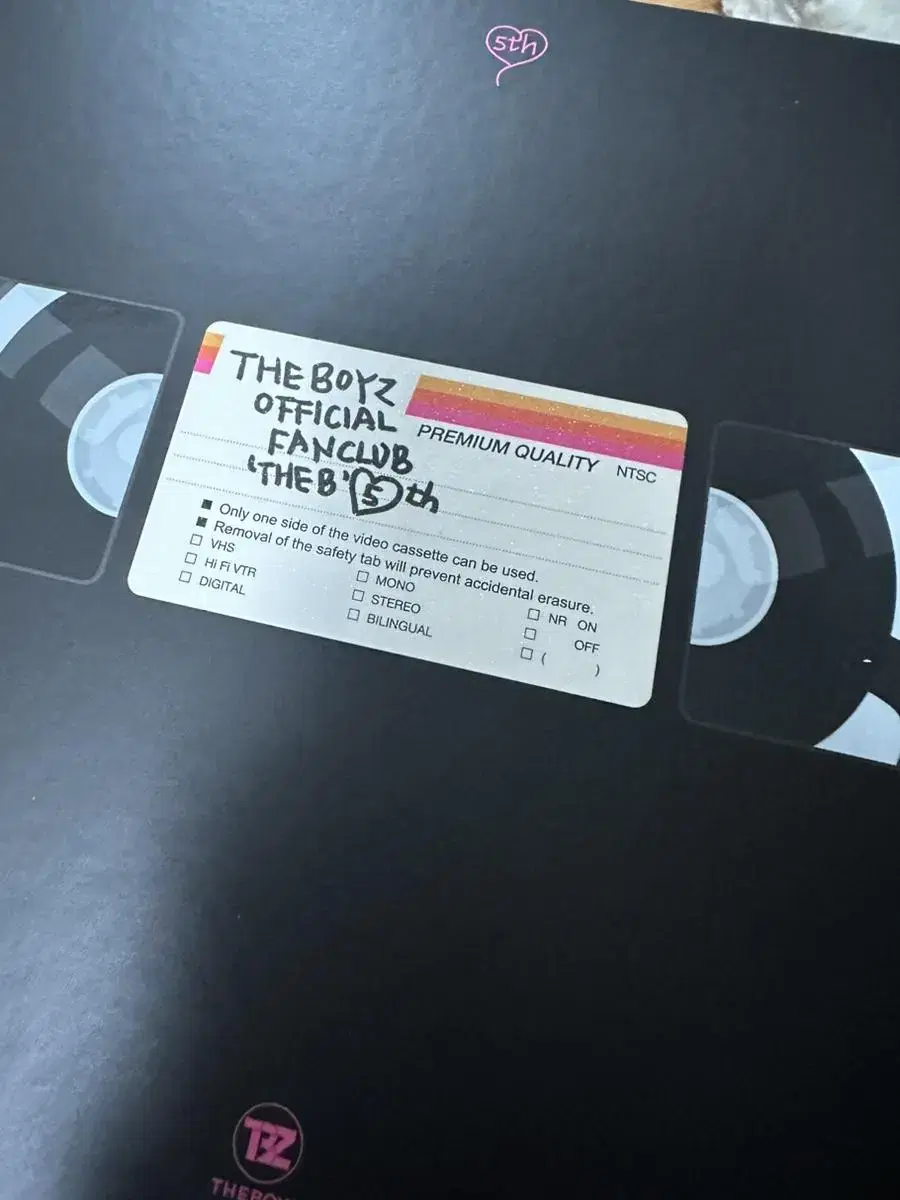 5th
THE BOYZ
OFFICIAL
FANCLUB
'THE B' 5th
PREMIUM QUALITY NTSC
■ Only one side of the video cassette can be used.
■ Removal of the safety tab will prevent accidental erasure.
□ VHS
□ Hi Fi VTR
□ DIGITAL
□ MONO
□ STEREO
□ BILINGUAL
□ NR ON
□ OFF
□ ( )
TBZ